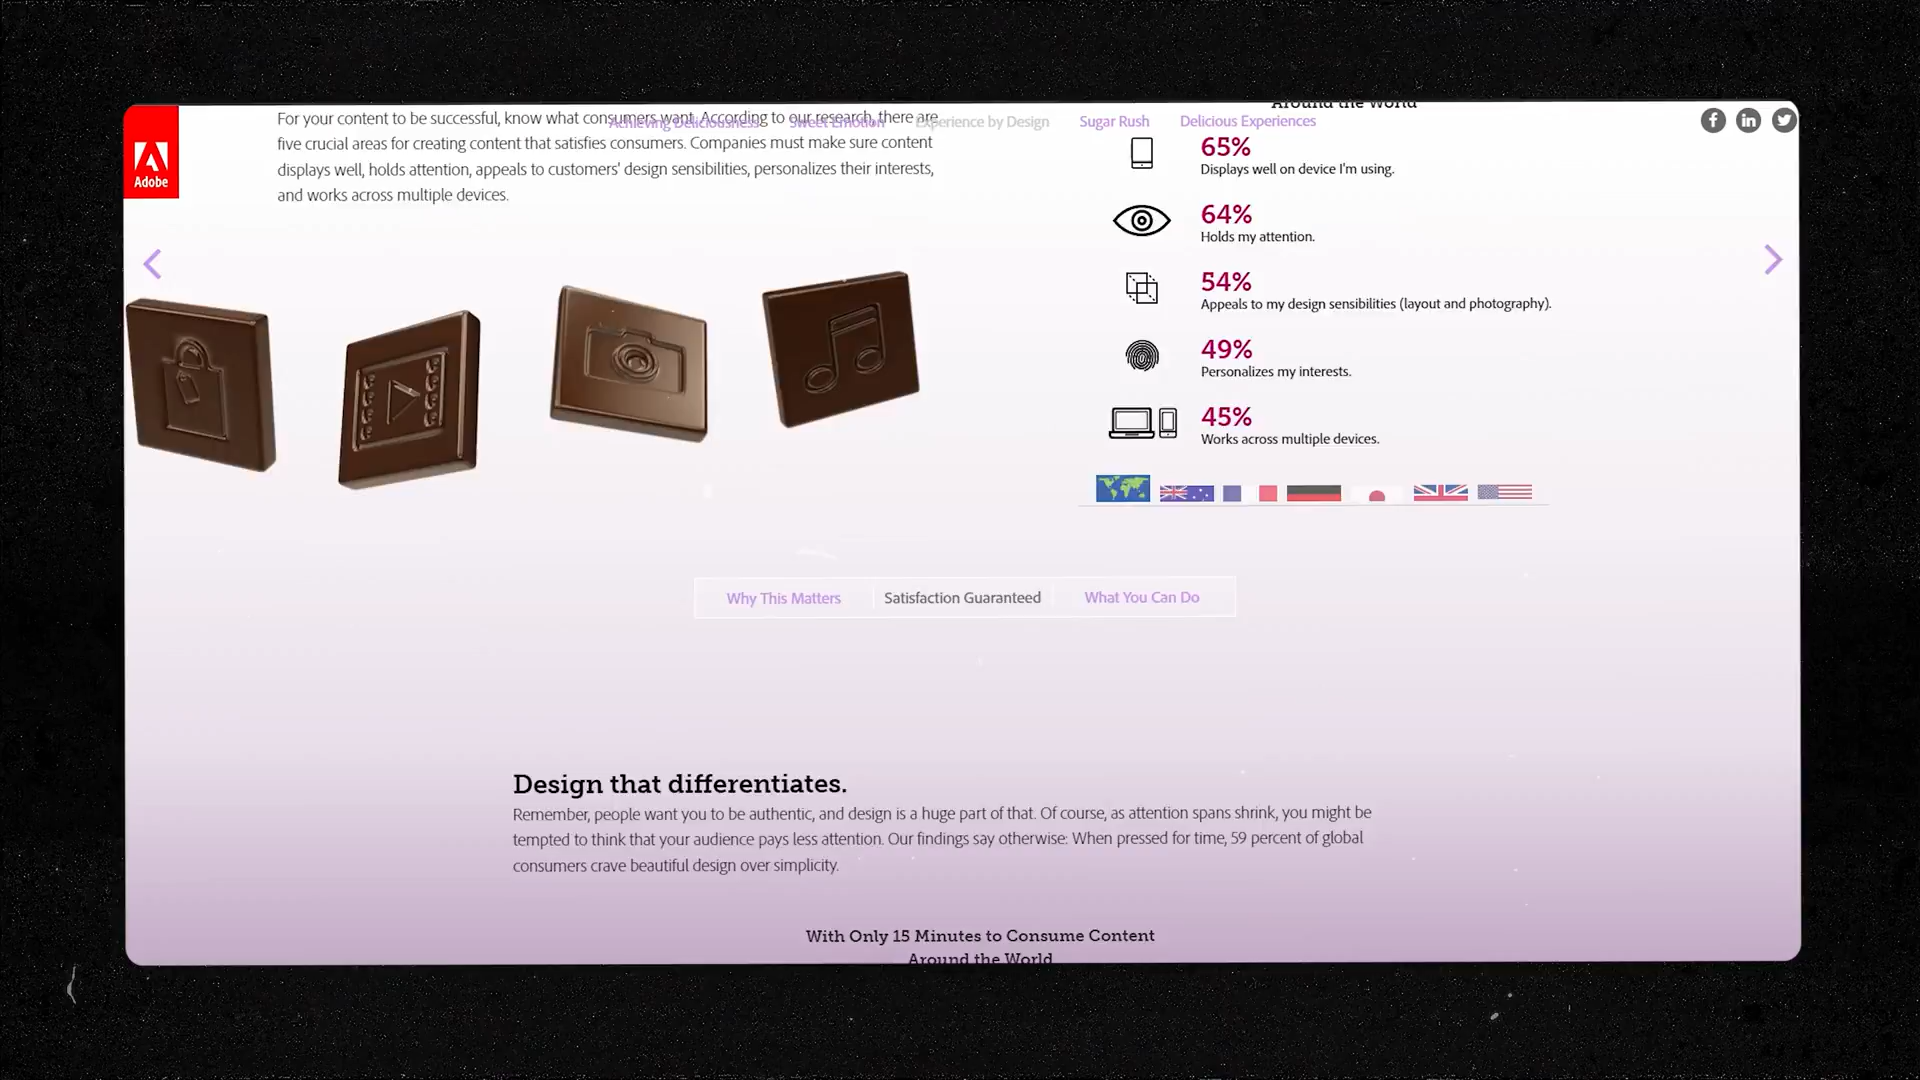 Adobe
Achieving Deliciousness
Sweet Emotion
Experience by Design
Sugar Rush
Delicious Experiences
For your content to be successful, know what consumers want. According to our research, there are
five crucial areas for creating content that satisfies consumers. Companies must make sure content
displays well, holds attention, appeals to customers' design sensibilities, personalizes their interests,
and works across multiple devices.
Around the World
65%
Displays well on device I'm using.
64%
Holds my attention.
54%
Appeals to my design sensibilities (layout and photography).
49%
Personalizes my interests.
45%
Works across multiple devices.
Why This Matters
Satisfaction Guaranteed
What You Can Do
Design that differentiates.
Remember, people want you to be authentic, and design is a huge part of that. Of course, as attention spans shrink, you might be
tempted to think that your audience pays less attention. Our findings say otherwise: When pressed for time, 59 percent of global
consumers crave beautiful design over simplicity.
With Only 15 Minutes to Consume Content
Around the World